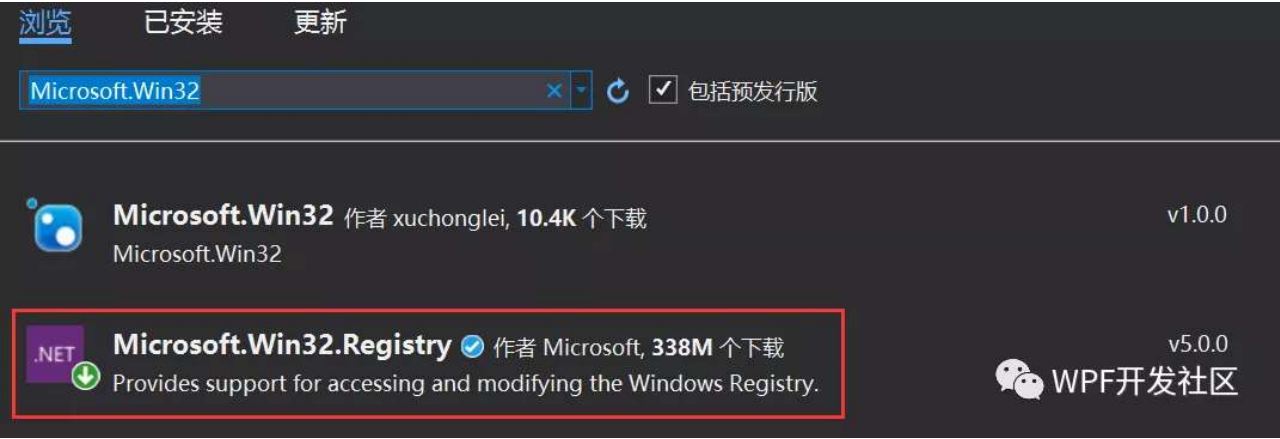 浏览 已安装 更新
Microsoft.Win32 包括预发行版
Microsoft.Win32 作者 xuchonglei, 10.4K 个下载 v1.0.0
Microsoft.Win32
.NET Microsoft.Win32.Registry 作者 Microsoft, 338M 个下载 v5.0.0
Provides support for accessing and modifying the Windows Registry.
WPF开发社区